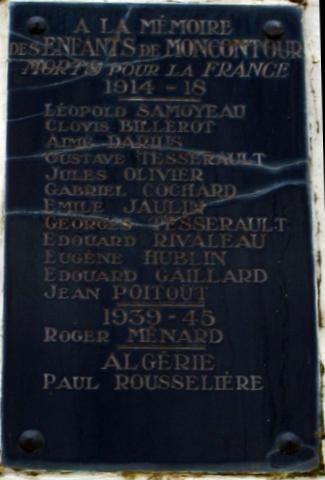 A LA MÉMOIRE
DES ENFANTS DE MONCONTOUR
MORTS POUR LA FRANCE
1914-18
LÉOPOLD SAMOYEAU
CLOVIS BILLEROT
AIMÉ DARIUS
GUSTAVE TESSERAULT
JULES OLIVIER
GABRIEL COCHARD
EMILE JAULIN
GEORGES TESSERAULT
EDOUARD RIVALEAU
EUGÈNE HUBLIN
EDOUARD GAILLARD
JEAN POITOUT
1939-45
ROGER MÉNARD
ALGÉRIE
PAUL ROUSSELIÈRE